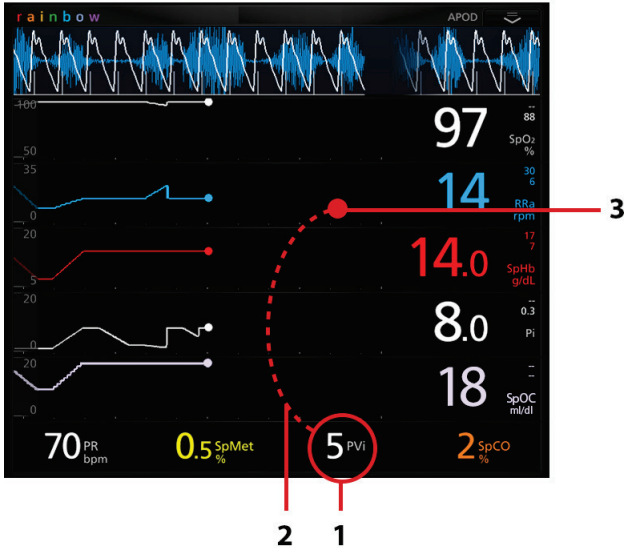 rainbow APOD
100 97 --
88
50 SpO₂
%
35 14 30
6
0 RRa
rpm
3
20 14.0 17
7
5 SpHb
g/dL
20 8.0 --
0.3
0 Pi
20 18 --
--
0 SpOC
ml/dl
70 PR
bpm 0.5 SpMet
% 5 PVi 2 SpCO
%
2 1